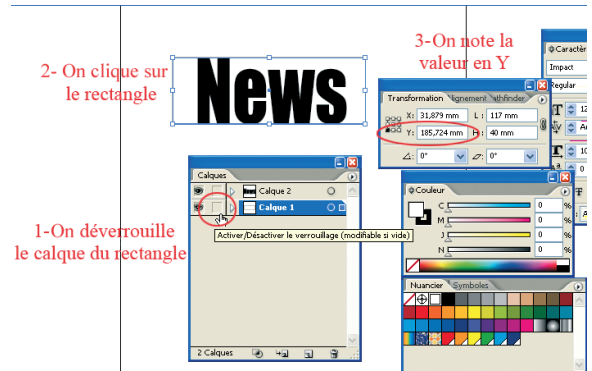 2- On clique sur
le rectangle
News
3-On note la
valeur en Y
Caractèr
Impact
Regular
Transformation
lignement
athfinder
X: 31,879 mm
L: 117 mm
Y: 185,724 mm
H: 40 mm
0°
0°
Calques
Calque 2
Calque 1
Activer/Désactiver le verrouillage (modifiable si vide)
2 Calques
1-On déverrouille
le calque du rectangle
Couleur
C 0 %
M 0 %
J 0 %
N 0 %
Nuancier
Symboles